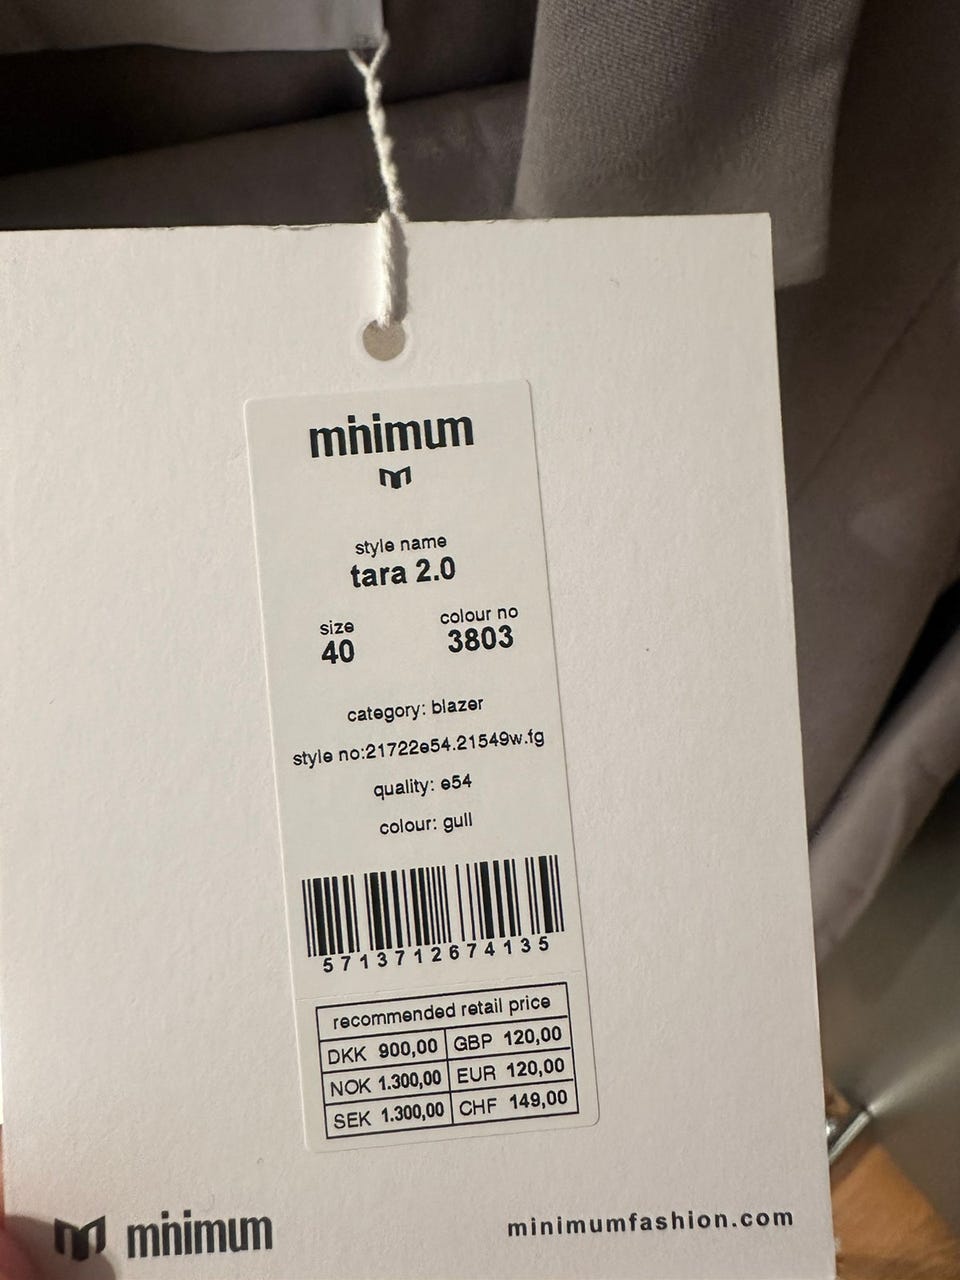 minimum
style name
tara 2.0
size colour no
40 3803
category: blazer
style no:21722e54.21549w.fg
quality: e54
colour: gull
5713712674135
recommended retail price
DKK 900,00 GBP 120,00
NOK 1.300,00 EUR 120,00
SEK 1.300,00 CHF 149,00
minimum minimumfashion.com